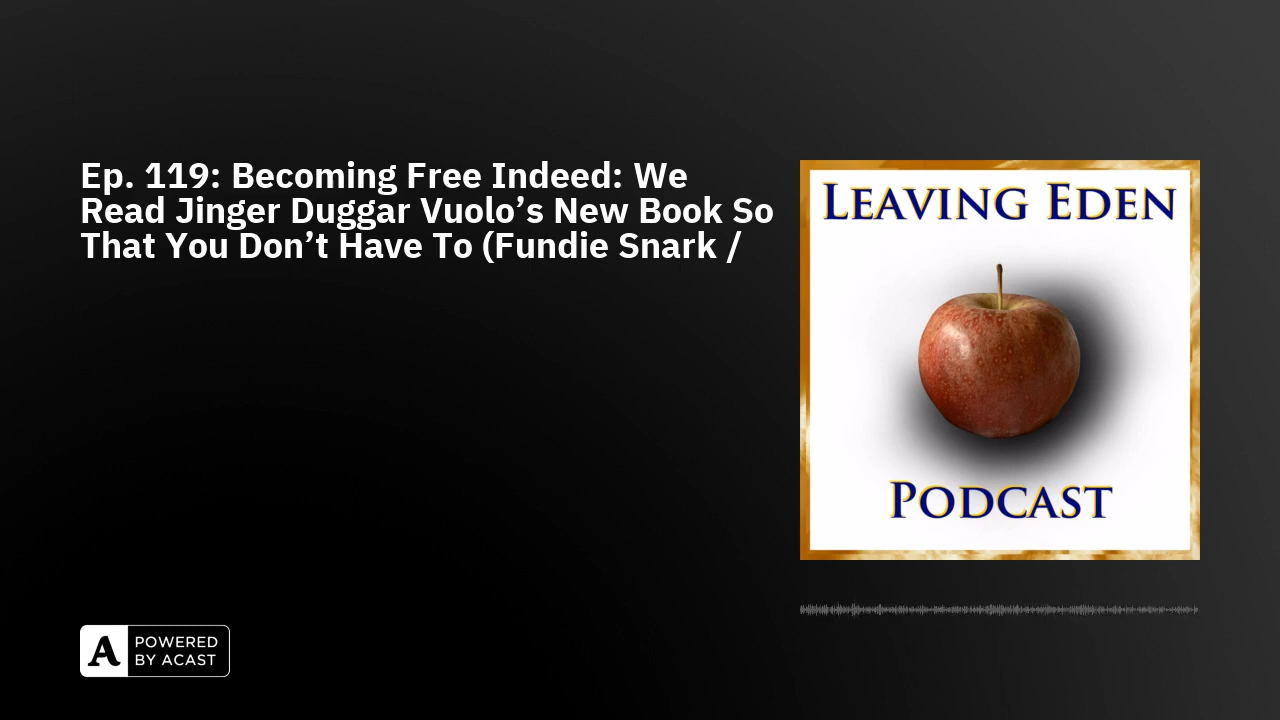 Ep. 119: Becoming Free Indeed: We
Read Jinger Duggar Vuolo’s New Book So
That You Don’t Have To (Fundie Snark /
LEAVING EDEN
PODCAST
A POWERED
BY ACAST